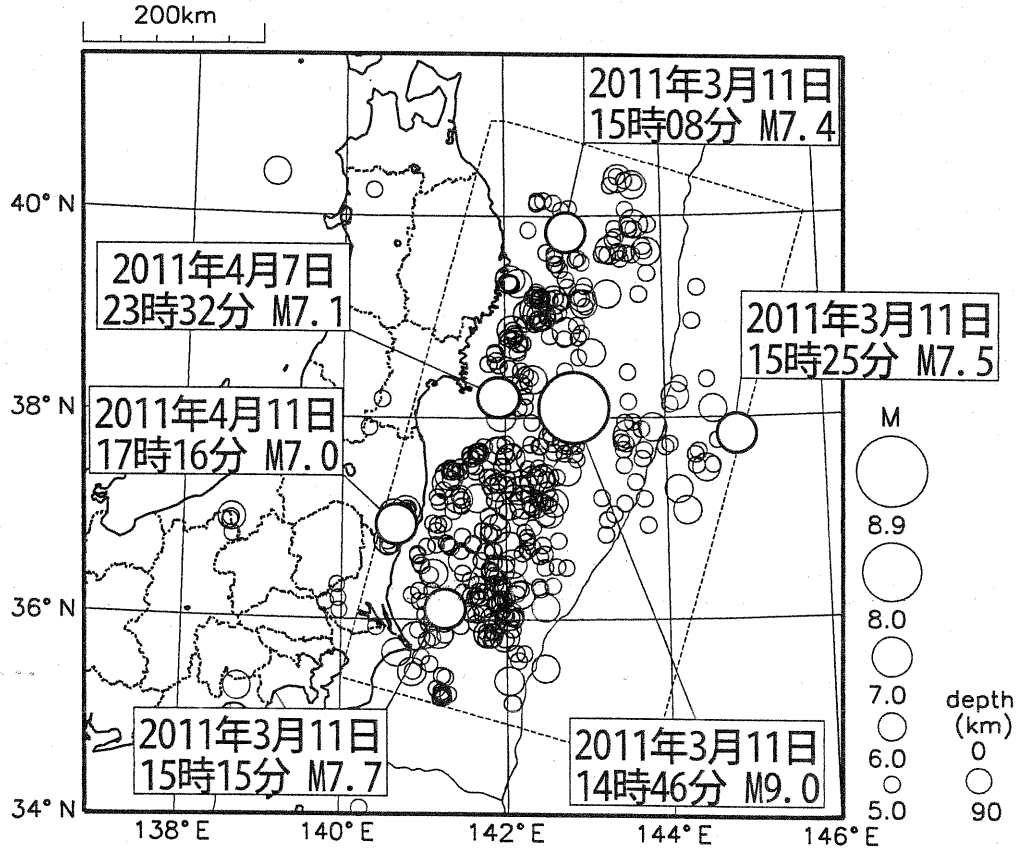 200km
2011年3月11日
15時08分 M7.4
40° N
2011年4月7日
23時32分 M7.1
2011年3月11日
15時25分 M7.5
38° N
2011年4月11日
17時16分 M7.0
M
8.9
8.0
36° N
7.0
depth
(km)
6.0
0
5.0
90
2011年3月11日
15時15分 M7.7
2011年3月11日
14時46分 M9.0
34° N
138° E
140° E
142° E
144° E
146° E